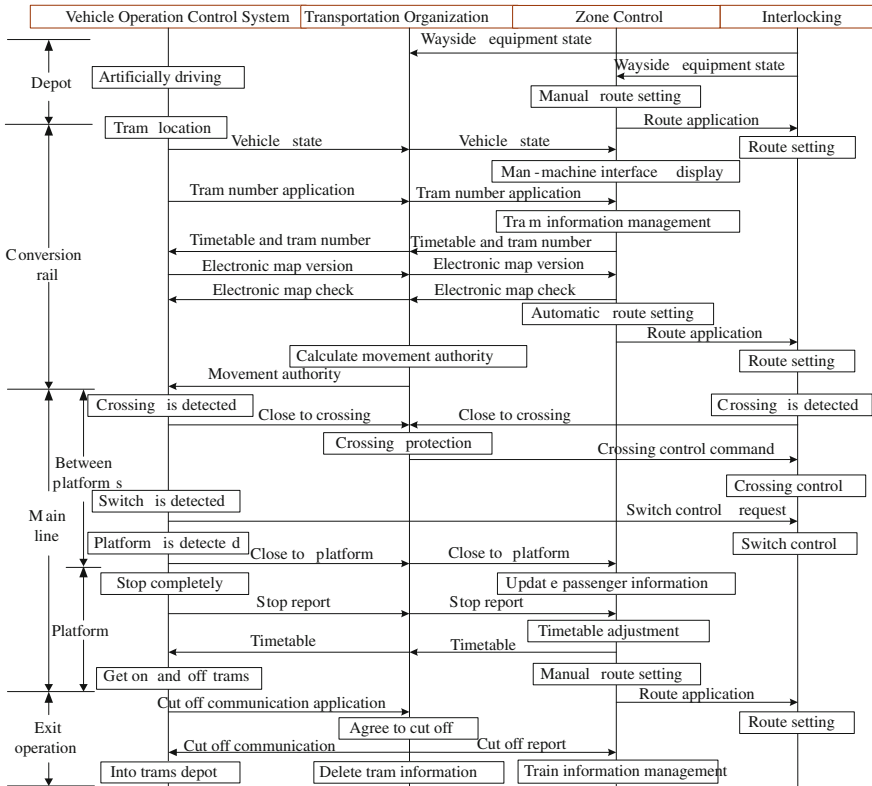 Vehicle Operation Control System Transportation Organization Zone Control Interlocking
Wayside equipment state
Wayside equipment state
Depot
Artificially driving
Manual route setting
Route application
Tram location
Vehicle state Vehicle state
Route setting
Man-machine interface display
Tram number application Tram number application
Tram information management
Timetable and tram number Timetable and tram number
Conversion
rail
Electronic map version Electronic map version
Electronic map check Electronic map check
Automatic route setting
Route application
Calculate movement authority
Route setting
Movement authority
Crossing is detected Crossing is detected
Close to crossing Close to crossing
Crossing protection
Crossing control command
Between
platforms
Crossing control
Switch is detected
Switch control request
Main
line
Platform is detected
Switch control
Close to platform Close to platform
Stop completely
Update passenger information
Stop report Stop report
Platform
Timetable adjustment
Timetable Timetable
Get on and off trams
Manual route setting
Route application
Cut off communication application
Agree to cut off
Route setting
Exit
operation
Cut off communication Cut off report
Into trams depot Delete tram information Train information management